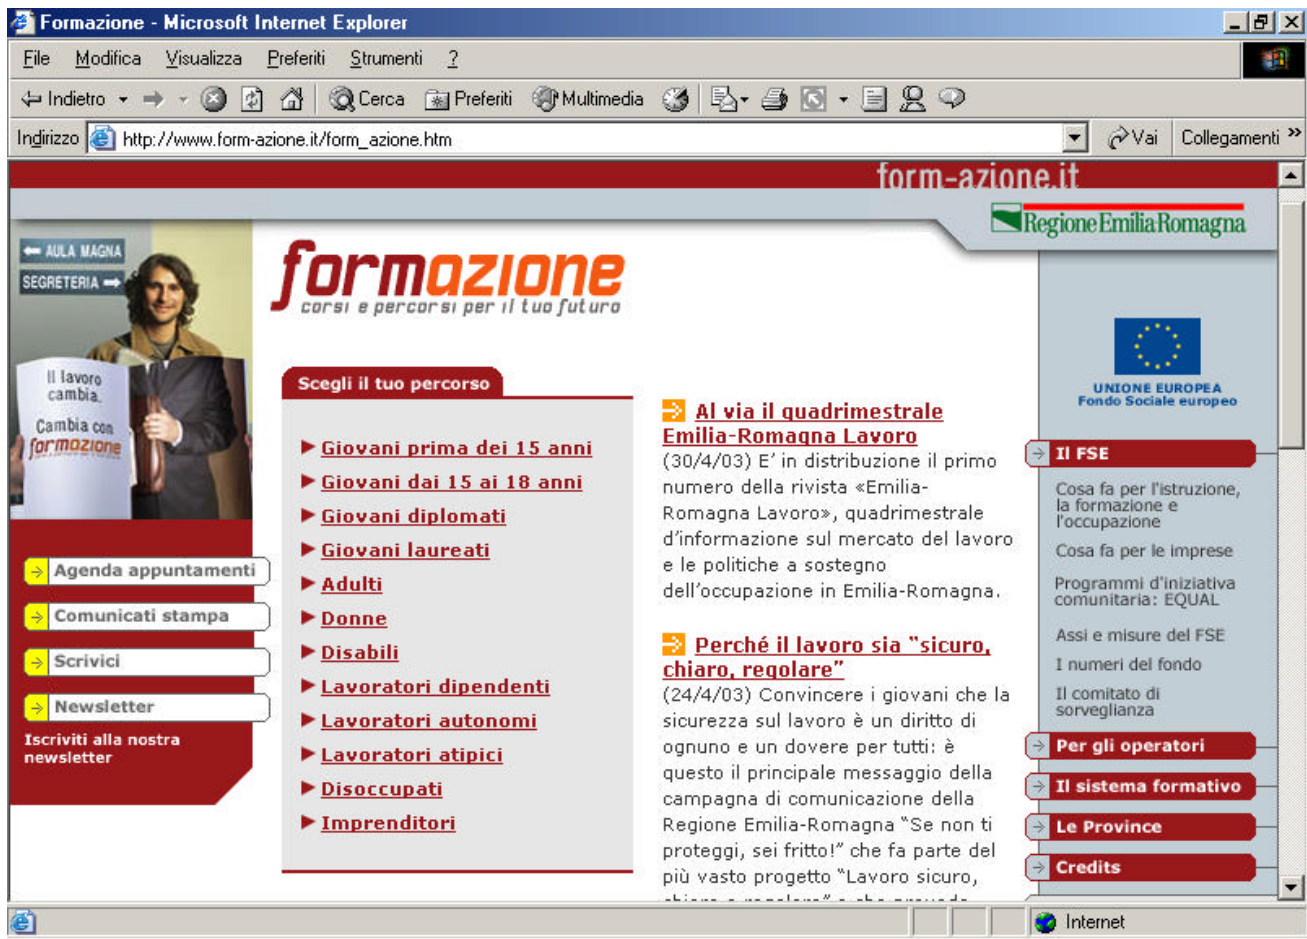 Formazione - Microsoft Internet Explorer
File Modifica Visualizza Preferiti Strumenti ?
Indietro Cerca Preferiti Multimedia
Indirizzo http://www.form-azione.it/form_azione.htm Vai Collegamenti »
form-azione.it
Regione Emilia-Romagna
← AULA MAGNA
SEGRETERIA →
Il lavoro
cambia.
Cambia con
formazione
formazione
corsi e percorsi per il tuo futuro
Agenda appuntamenti
Comunicati stampa
Scrivici
Newsletter
Iscriviti alla nostra
newsletter
Scegli il tuo percorso
Giovani prima dei 15 anni
Giovani dai 15 ai 18 anni
Giovani diplomati
Giovani laureati
Adulti
Donne
Disabili
Lavoratori dipendenti
Lavoratori autonomi
Lavoratori atipici
Disoccupati
Imprenditori
Al via il quadrimestrale
Emilia-Romagna Lavoro
(30/4/03) E' in distribuzione il primo
numero della rivista «Emilia-
Romagna Lavoro», quadrimestrale
d'informazione sul mercato del lavoro
e le politiche a sostegno
dell'occupazione in Emilia-Romagna.
Perché il lavoro sia "sicuro,
chiaro, regolare"
(24/4/03) Convincere i giovani che la
sicurezza sul lavoro è un diritto di
ognuno e un dovere per tutti: è
questo il principale messaggio della
campagna di comunicazione della
Regione Emilia-Romagna "Se non ti
proteggi, sei fritto!" che fa parte del
più vasto progetto "Lavoro sicuro,
UNIONE EUROPEA
Fondo Sociale europeo
Il FSE
Cosa fa per l'istruzione,
la formazione e
l'occupazione
Cosa fa per le imprese
Programmi d'iniziativa
comunitaria: EQUAL
Assi e misure del FSE
I numeri del fondo
Il comitato di
sorveglianza
Per gli operatori
Il sistema formativo
Le Province
Credits
Internet